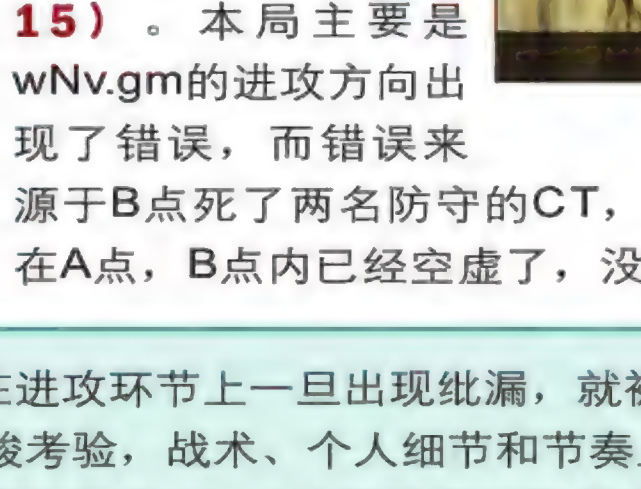 15）。本局主要是
wNv.gm的进攻方向出
现了错误，而错误来
源于B点死了两名防守的CT，
在A点，B点内已经空虚了，没
进攻环节上一旦出现纰漏，就
考验，战术、个人细节和节奏